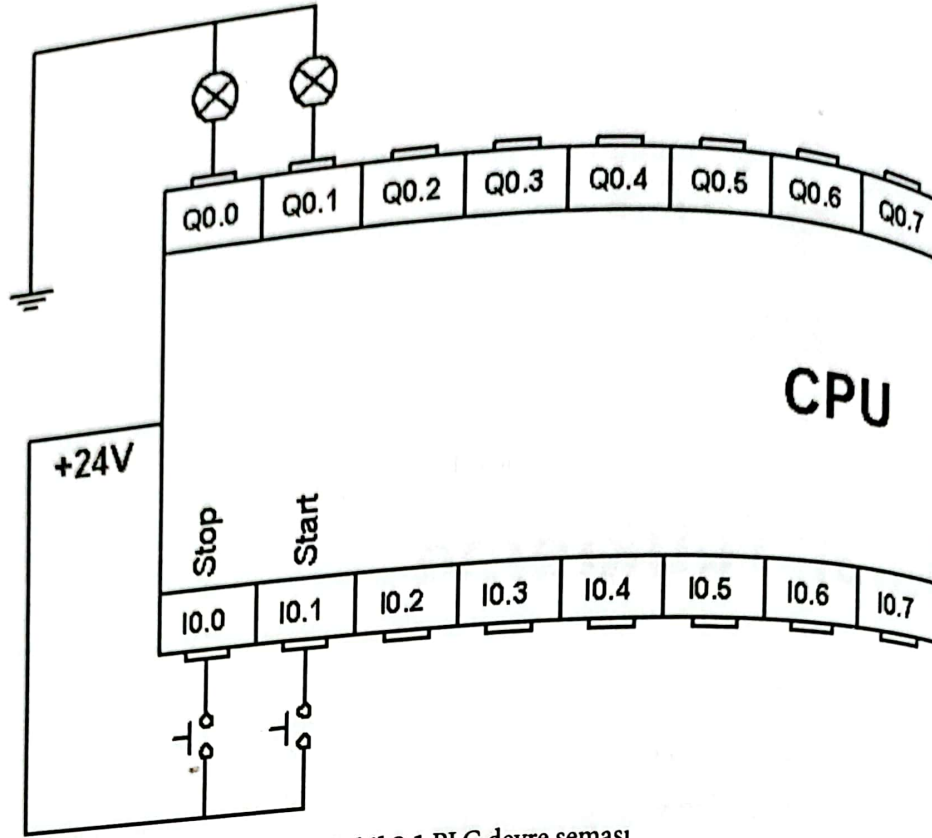 Q0.0 Q0.1 Q0.2 Q0.3 Q0.4 Q0.5 Q0.6 Q0.7
CPU
+24V
Stop
Start
I0.0 I0.1 I0.2 I0.3 I0.4 I0.5 I0.6 I0.7
PLC devre şeması